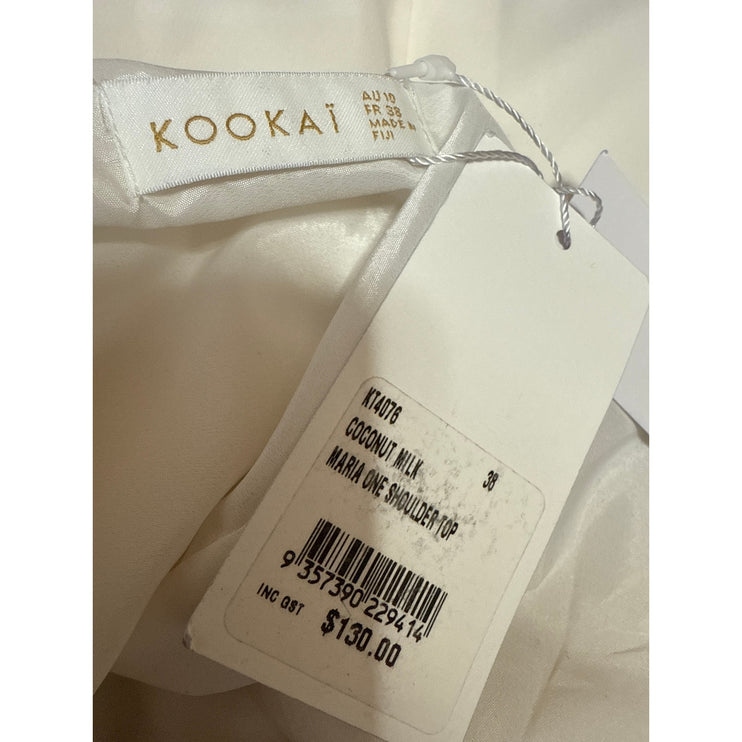 KOOKAÏ
AU 10
FR 38
MADE IN
FIJI
KT4076
COCONUT MILK 38
MARIA ONE SHOULDER TOP
9 357390 229414
INC GST $130.00